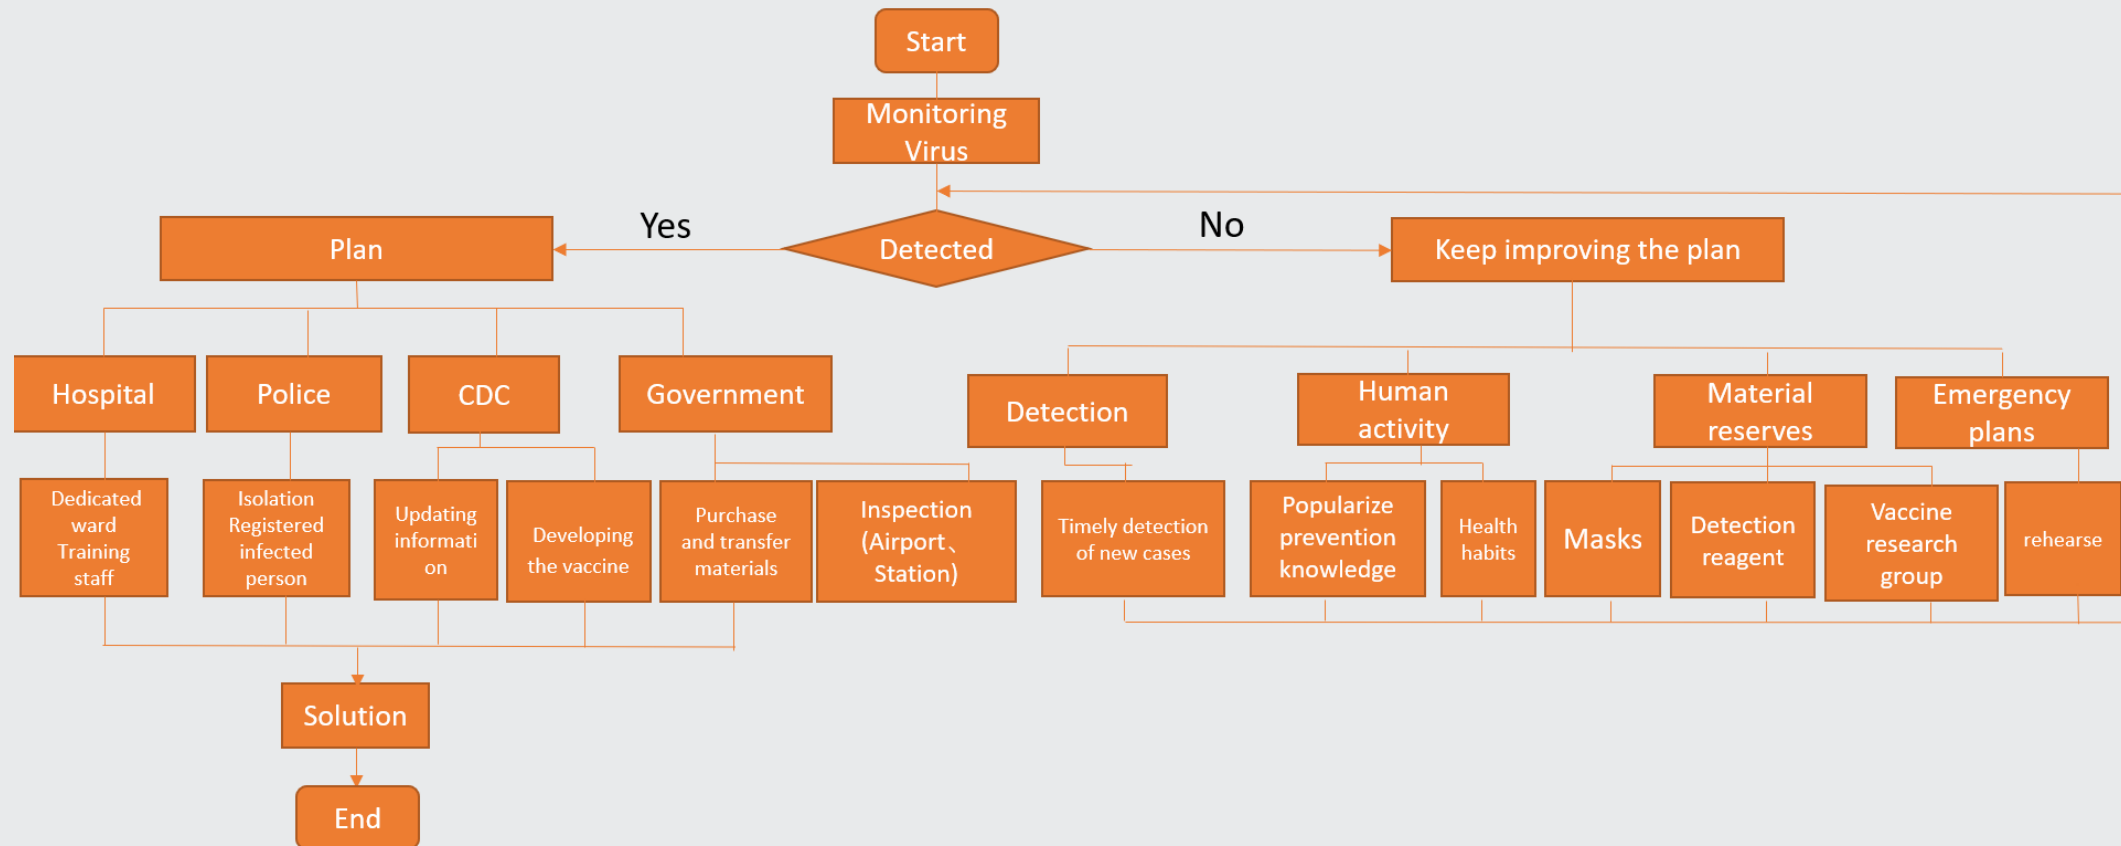 Start
Monitoring
Virus
Yes
No
Plan
Detected
Keep improving the plan
Hospital
Police
CDC
Government
Detection
Human
activity
Material
reserves
Emergency
plans
Dedicated
ward
Training
staff
Isolation
Registered
infected
person
Updating
informati
on
Developing
the vaccine
Purchase
and transfer
materials
Inspection
(Airport、
Station)
Timely detection
of new cases
Popularize
prevention
knowledge
Health
habits
Masks
Detection
reagent
Vaccine
research
group
rehearse
Solution
End